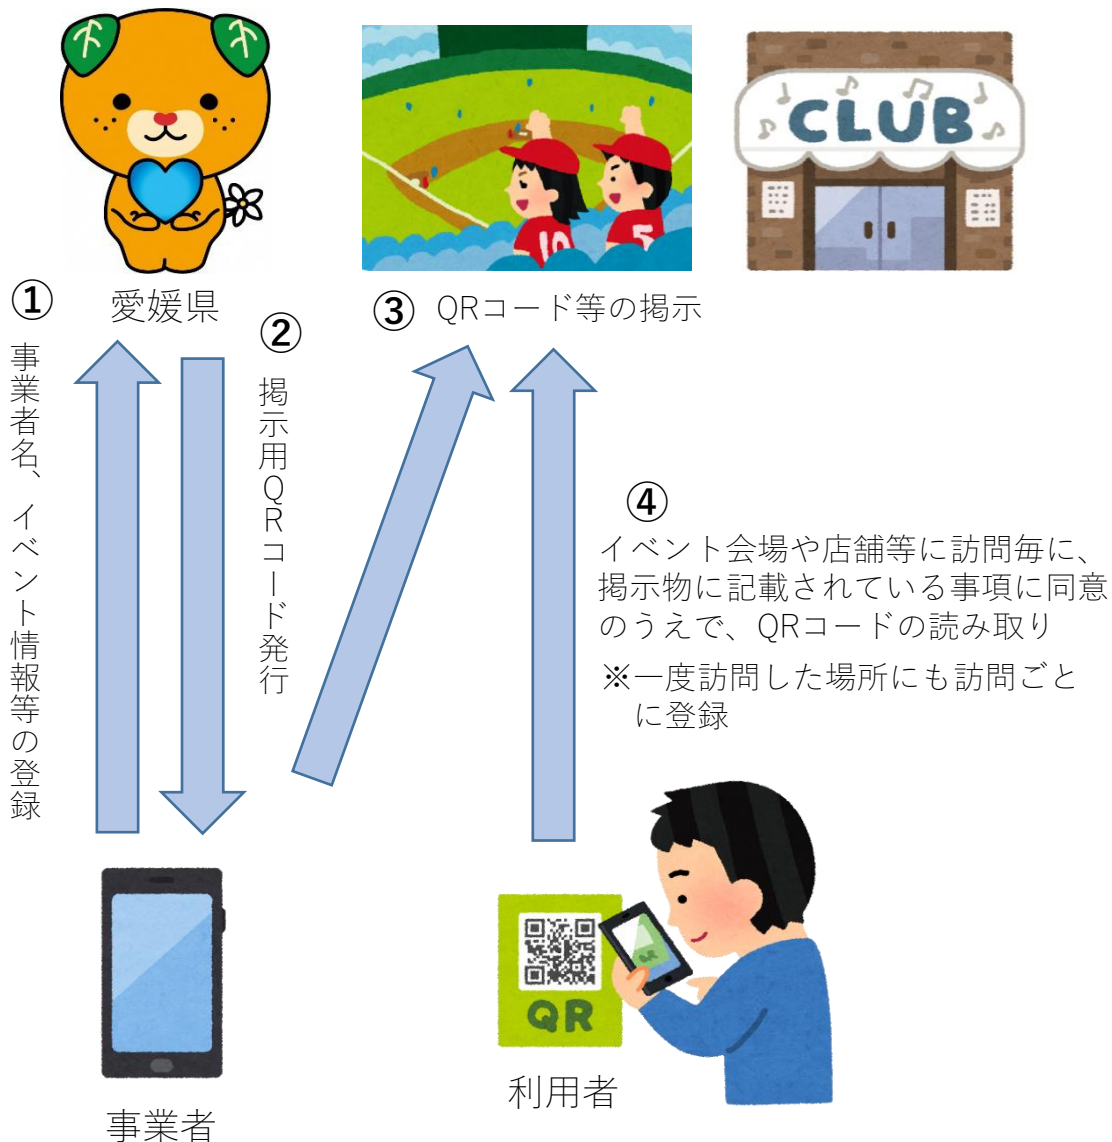 CLUB
10
5
①
愛媛県
事業者名、イベント情報等の登録
②
掲示用QRコード発行
③ QRコード等の掲示
④
イベント会場や店舗等に訪問毎に、
掲示物に記載されている事項に同意
のうえで、QRコードの読み取り
※一度訪問した場所にも訪問ごと
に登録
QR
QR
事業者
利用者